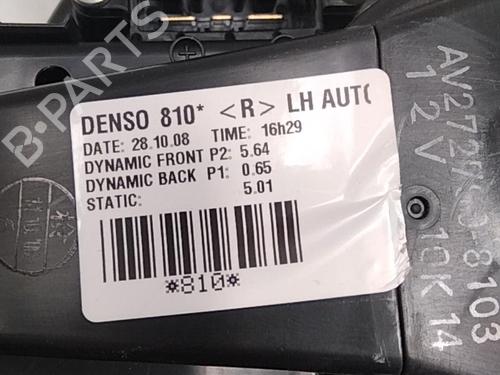 DENSO 810* <R> LH AUTO
DATE: 28.10.08 TIME: 16h29
DYNAMIC FRONT P2: 5.64
DYNAMIC BACK P1: 0.65
STATIC: 5.01
*810*
12V 10K14
B-PARTS